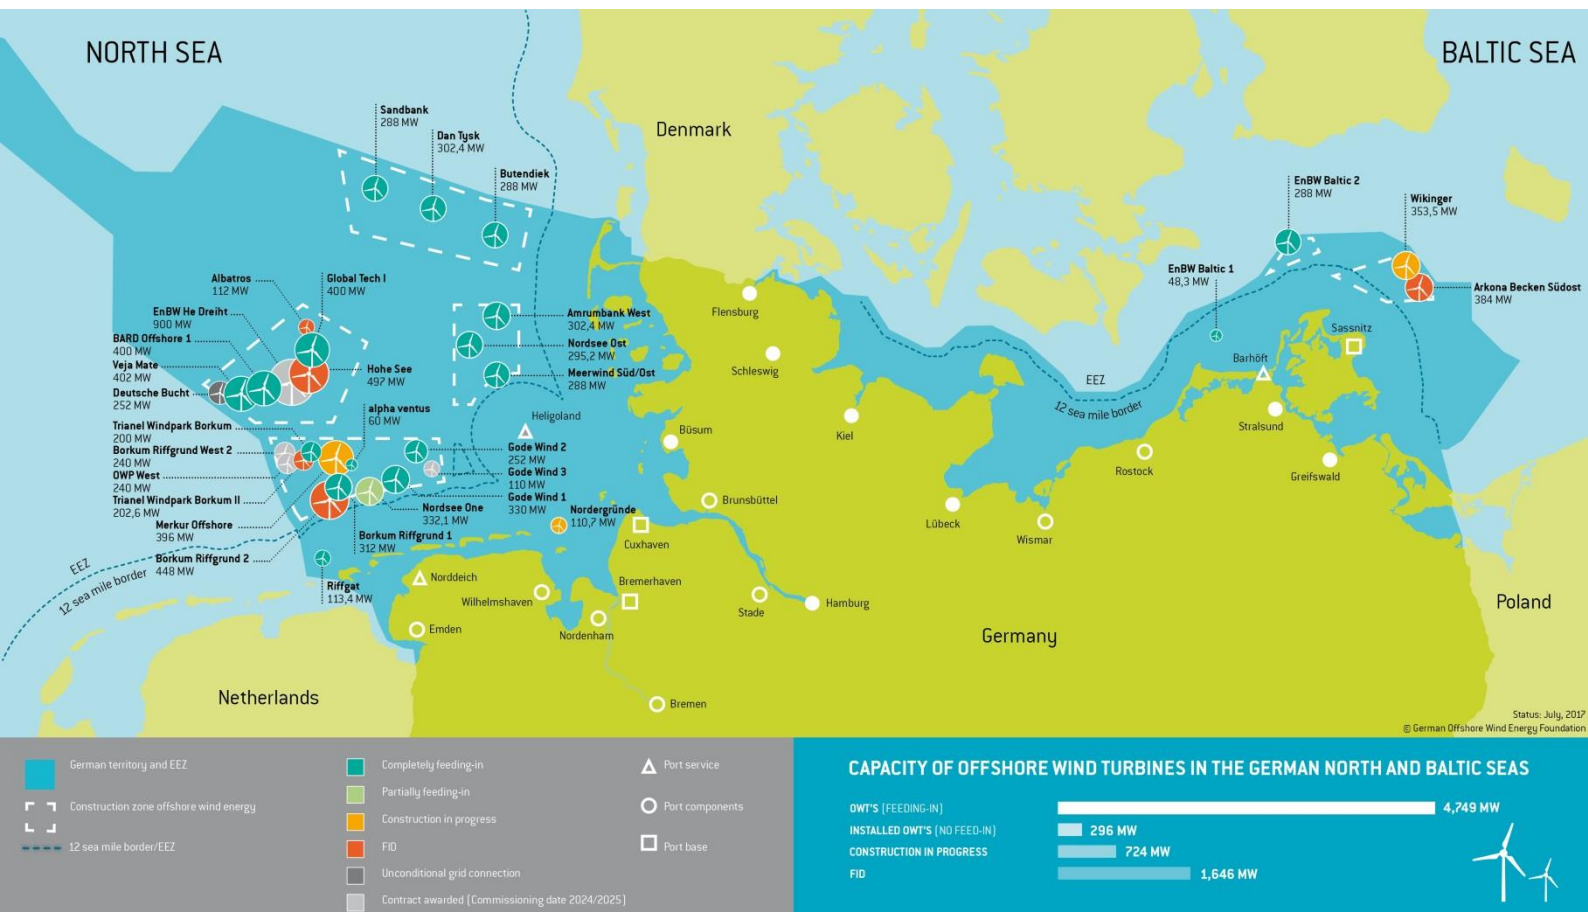 NORTH SEA
BALTIC SEA
Denmark
Sandbank
288 MW
Dan Tysk
302,4 MW
Butendiek
288 MW
EnBW Baltic 2
288 MW
Wikinger
353,5 MW
EnBW Baltic 1
48,3 MW
Arkona Becken Südost
384 MW
Albatros
112 MW
Global Tech I
400 MW
EnBW He Dreiht
900 MW
BARD Offshore 1
400 MW
Veja Mate
402 MW
Deutsche Bucht
252 MW
Hohe See
497 MW
alpha ventus
60 MW
Amrumbank West
302,4 MW
Nordsee Ost
295,2 MW
Meerwind Süd/Ost
288 MW
Heligoland
Trianel Windpark Borkum
200 MW
Borkum Riffgrund West 2
240 MW
OWP West
240 MW
Trianel Windpark Borkum II
202,6 MW
Merkur Offshore
396 MW
Borkum Riffgrund 2
448 MW
Gode Wind 2
252 MW
Gode Wind 3
110 MW
Gode Wind 1
330 MW
Nordsee One
332,1 MW
Borkum Riffgrund 1
312 MW
Nordergründe
110,7 MW
Riffgat
113,4 MW
EEZ
12 sea mile border
EEZ
12 sea mile border
Flensburg
Schleswig
Kiel
Büsum
Brunsbüttel
Cuxhaven
Bremerhaven
Norddeich
Wilhelmshaven
Emden
Nordenham
Stade
Hamburg
Bremen
Lübeck
Wismar
Rostock
Barhöft
Sassnitz
Stralsund
Greifswald
Netherlands
Germany
Poland
Status: July, 2017
© German Offshore Wind Energy Foundation
German territory and EEZ
Construction zone offshore wind energy
12 sea mile border/EEZ
Completely feeding-in
Partially feeding-in
Construction in progress
FID
Unconditional grid connection
Contract awarded (Commissioning date 2024/2025)
Port service
Port components
Port base
CAPACITY OF OFFSHORE WIND TURBINES IN THE GERMAN NORTH AND BALTIC SEAS
OWT'S (FEEDING-IN)
4,749 MW
INSTALLED OWT'S (NO FEED-IN)
296 MW
CONSTRUCTION IN PROGRESS
724 MW
FID
1,646 MW